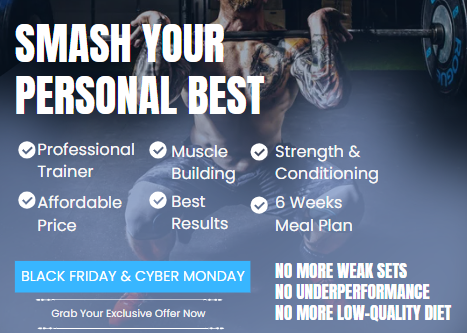 SMASH YOUR
PERSONAL BEST
Professional
Trainer
Muscle
Building
Strength &
Conditioning
Affordable
Price
Best
Results
6 Weeks
Meal Plan
BLACK FRIDAY & CYBER MONDAY
Grab Your Exclusive Offer Now
NO MORE WEAK SETS
NO UNDERPERFORMANCE
NO MORE LOW-QUALITY DIET
ROGUE